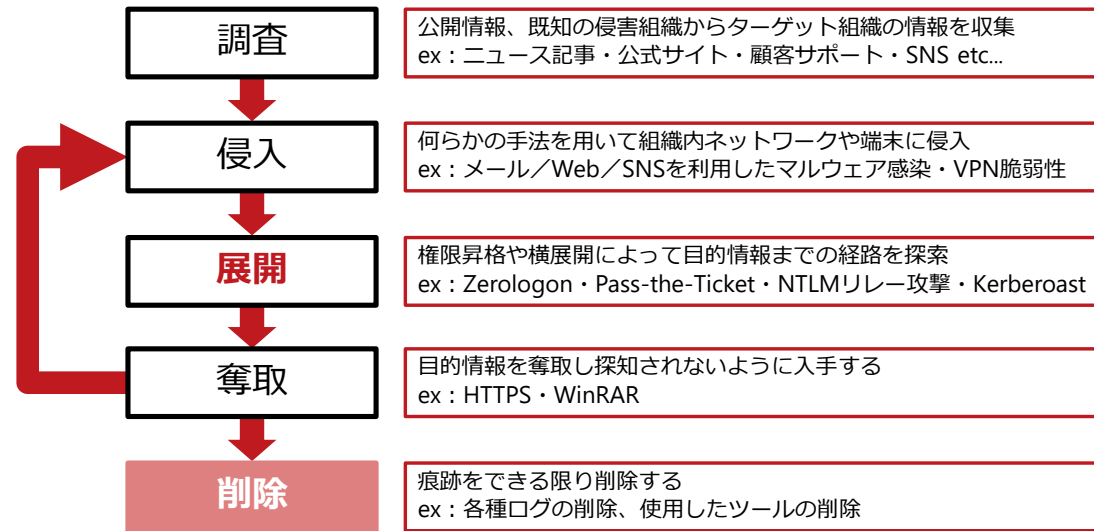 調査
公開情報、既知の侵害組織からターゲット組織の情報を収集
ex：ニュース記事・公式サイト・顧客サポート・SNS etc...
侵入
何らかの手法を用いて組織内ネットワークや端末に侵入
ex：メール／Web／SNSを利用したマルウェア感染・VPN脆弱性
展開
権限昇格や横展開によって目的情報までの経路を探索
ex：Zerologon・Pass-the-Ticket・NTLMリレー攻撃・Kerberoast
奪取
目的情報を奪取し探知されないように入手する
ex：HTTPS・WinRAR
削除
痕跡をできる限り削除する
ex：各種ログの削除、使用したツールの削除